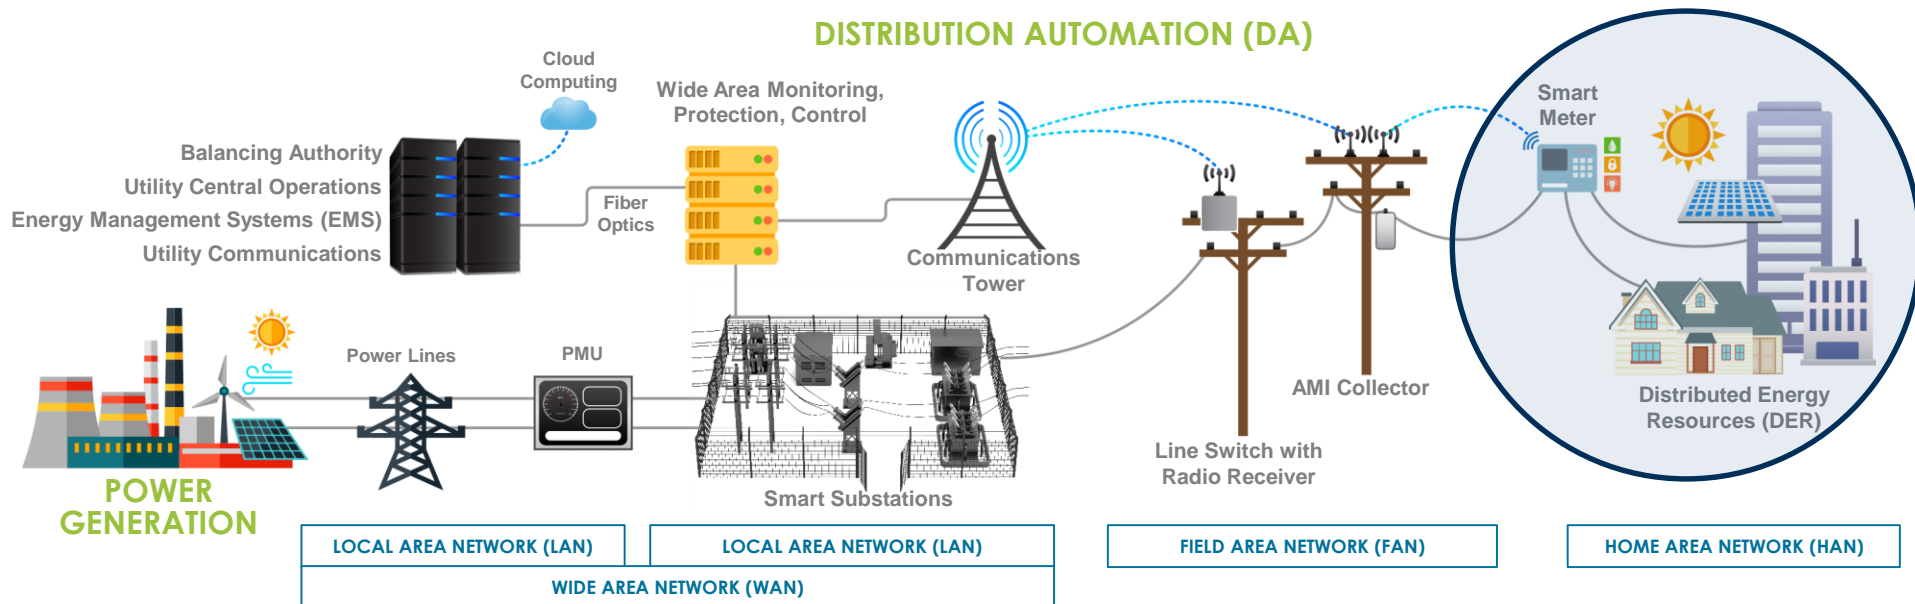 DISTRIBUTION AUTOMATION (DA)
Cloud
Computing
Wide Area Monitoring,
Protection, Control
Smart
Meter
Balancing Authority
Utility Central Operations
Energy Management Systems (EMS)
Utility Communications
Fiber
Optics
Communications
Tower
Power Lines
PMU
AMI Collector
Distributed Energy
Resources (DER)
Line Switch with
Radio Receiver
Smart Substations
POWER
GENERATION
LOCAL AREA NETWORK (LAN)
LOCAL AREA NETWORK (LAN)
FIELD AREA NETWORK (FAN)
HOME AREA NETWORK (HAN)
WIDE AREA NETWORK (WAN)